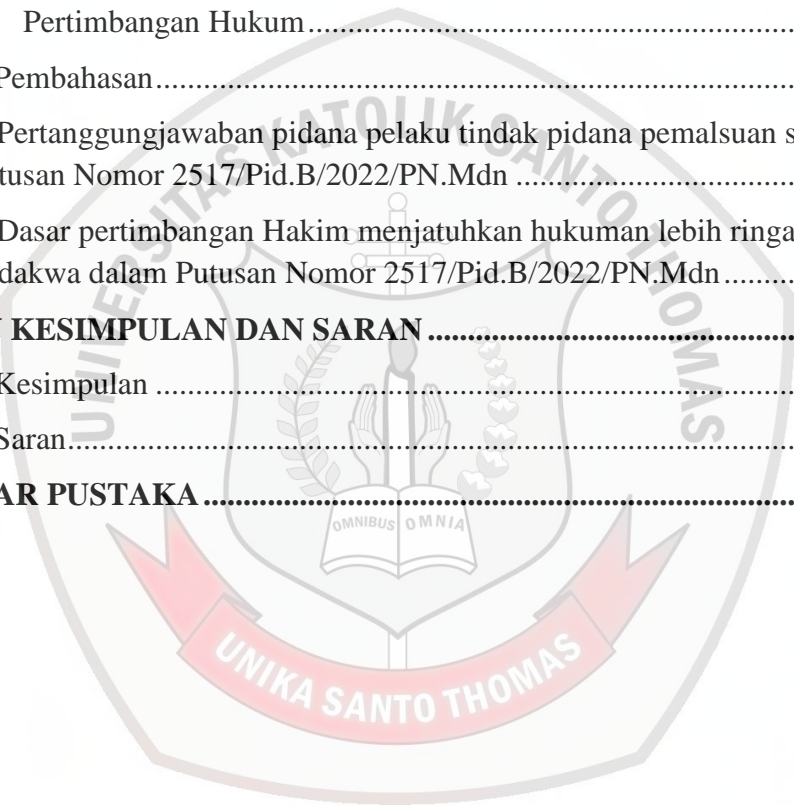 Pertimbangan Hukum....................................................................
Pembahasan.....................................................................................
Pertanggungjawaban pidana pelaku tindak pidana pemalsuan s
tusan Nomor 2517/Pid.B/2022/PN.Mdn ......................................
Dasar pertimbangan Hakim menjatuhkan hukuman lebih ringa
dakwa dalam Putusan Nomor 2517/Pid.B/2022/PN.Mdn..........
KESIMPULAN DAN SARAN..................................................
Kesimpulan ....................................................................................
Saran................................................................................................
AR PUSTAKA................................................................................
UNIVERSITAS KATOLIK SANTO THOMAS
OMNIBUS OMNIA
UNIKA SANTO THOMAS